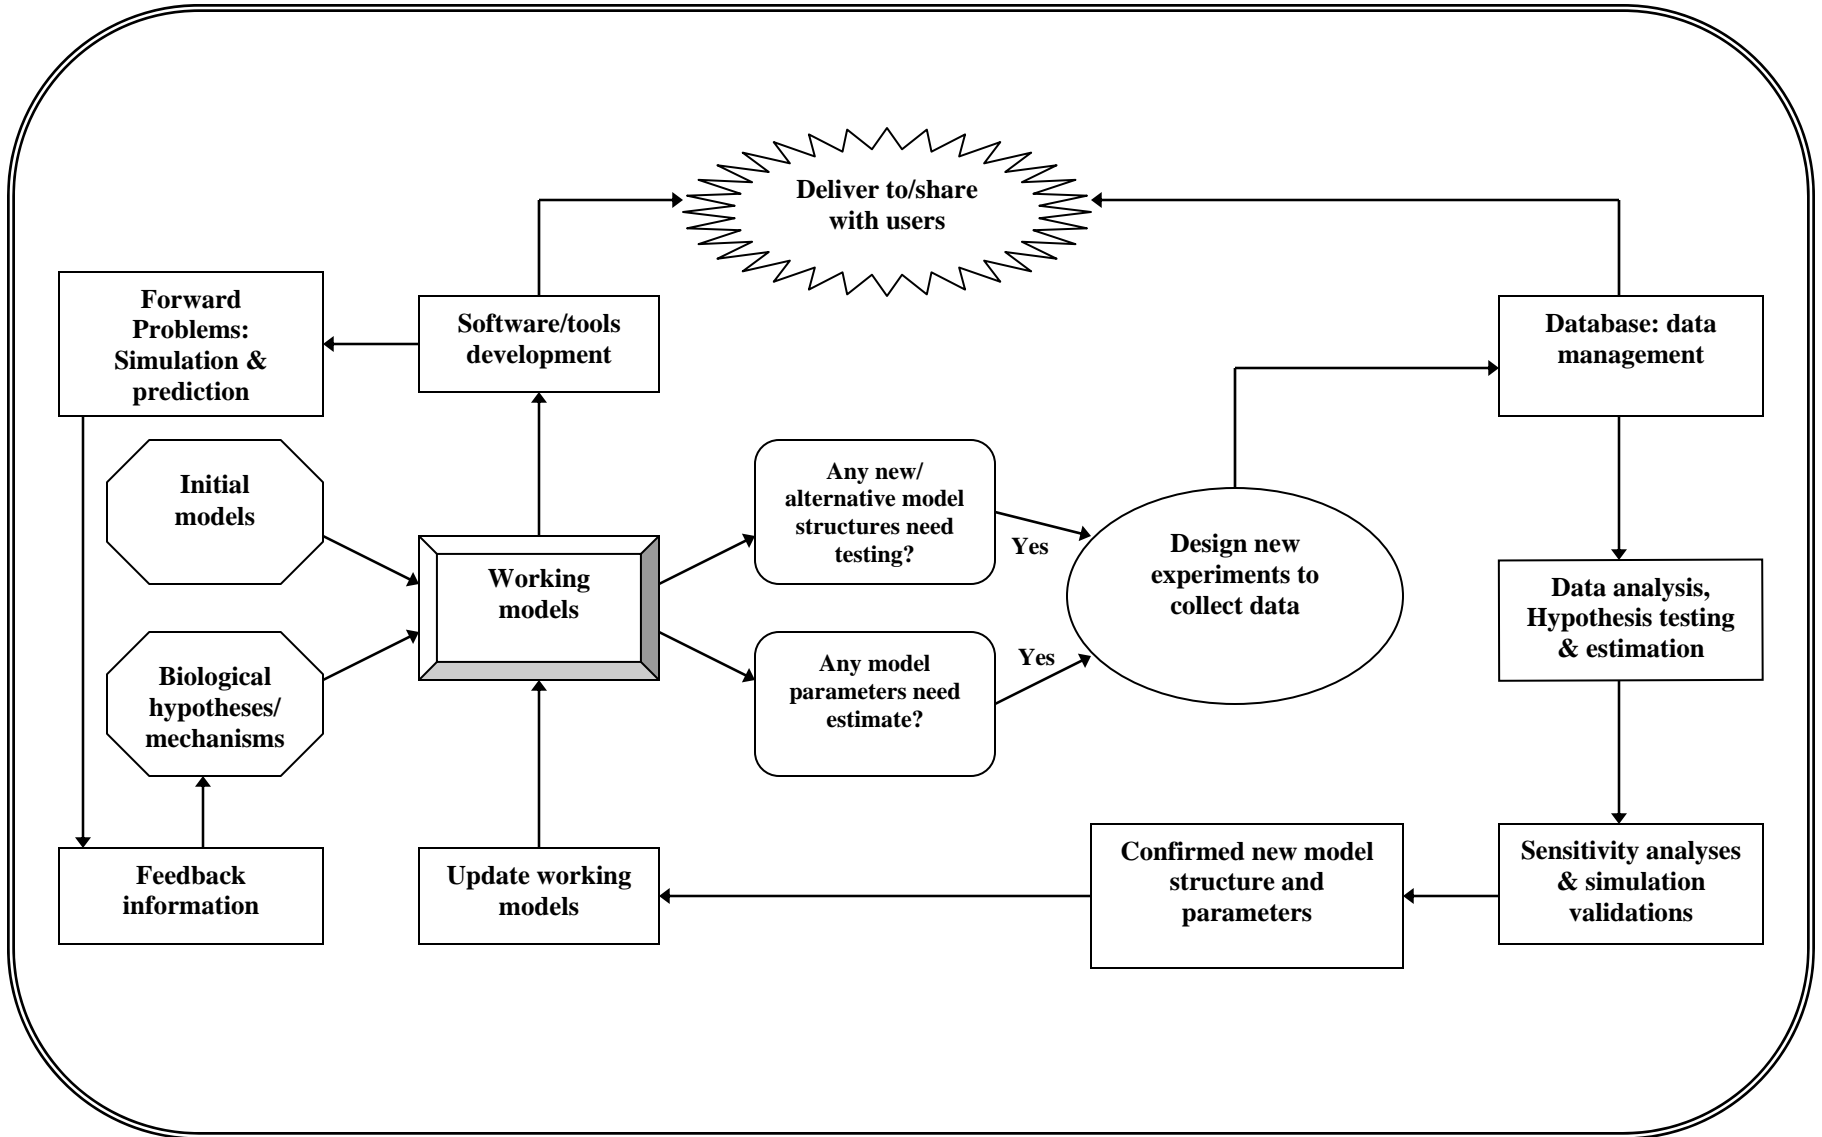 Deliver to/share
with users
Forward
Problems:
Simulation &
prediction
Software/tools
development
Database: data
management
Initial
models
Any new/
alternative model
structures need
testing?
Yes
Working
models
Design new
experiments to
collect data
Data analysis,
Hypothesis testing
& estimation
Biological
hypotheses/
mechanisms
Any model
parameters need
estimate?
Yes
Feedback
information
Update working
models
Confirmed new model
structure and
parameters
Sensitivity analyses
& simulation
validations